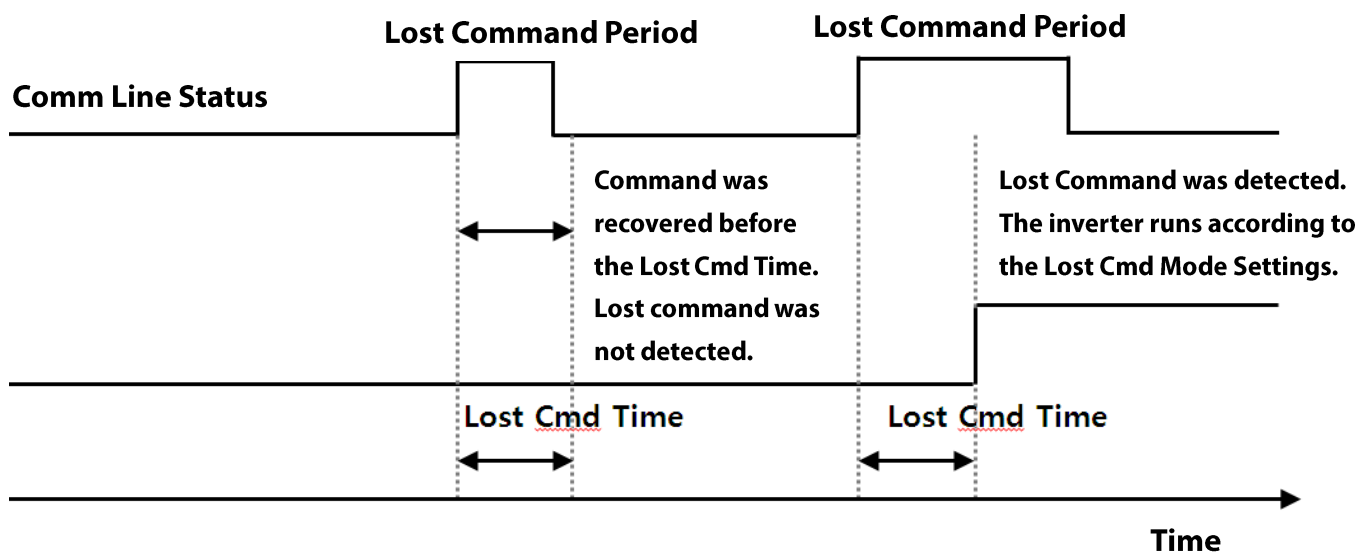 Lost Command Period
Lost Command Period
Comm Line Status
Command was
recovered before
the Lost Cmd Time.
Lost command was
not detected.
Lost Command was detected.
The inverter runs according to
the Lost Cmd Mode Settings.
Lost Cmd Time
Lost Cmd Time
Time